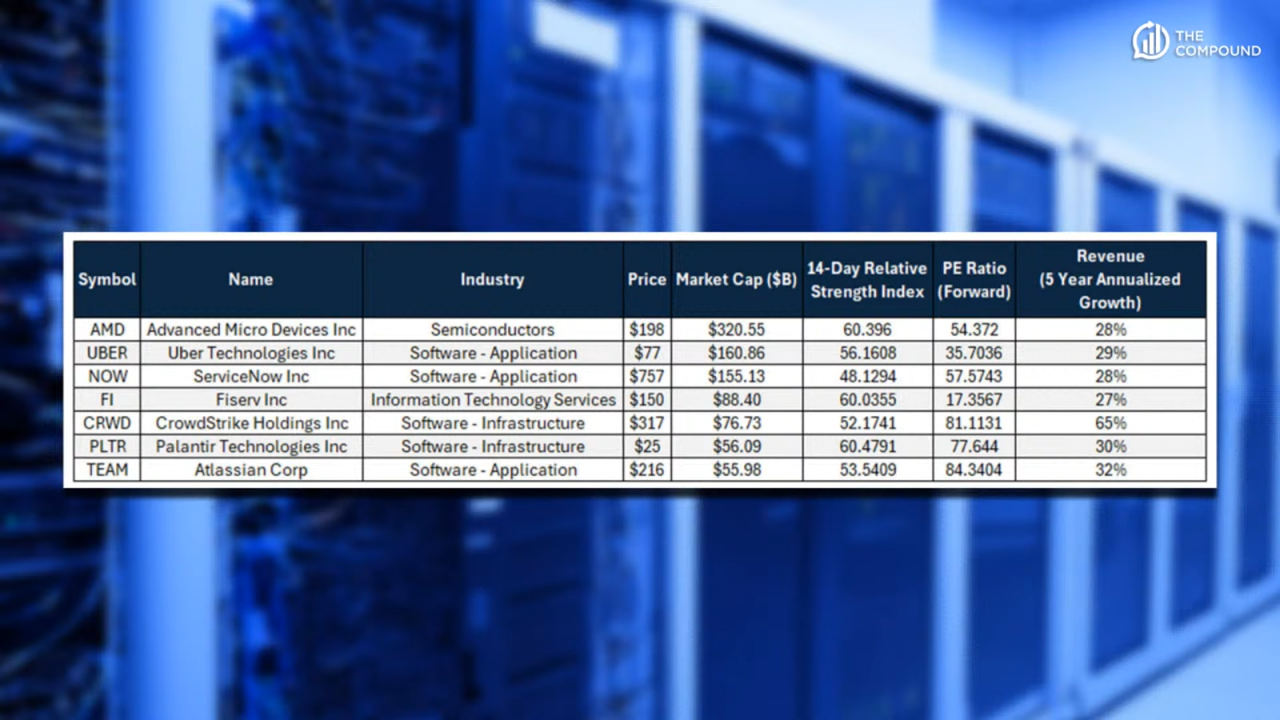 THE
COMPOUND
Symbol Name Industry Price Market Cap ($B) 14-Day Relative Strength Index PE Ratio (Forward) Revenue (5 Year Annualized Growth)
AMD Advanced Micro Devices Inc Semiconductors $198 $320.55 60.396 54.372 28%
UBER Uber Technologies Inc Software - Application $77 $160.86 56.1608 35.7036 29%
NOW ServiceNow Inc Software - Application $757 $155.13 48.1294 57.5743 28%
FI Fiserv Inc Information Technology Services $150 $88.40 60.0355 17.3567 27%
CRWD CrowdStrike Holdings Inc Software - Infrastructure $317 $76.73 52.1741 81.1131 65%
PLTR Palantir Technologies Inc Software - Infrastructure $25 $56.09 60.4791 77.644 30%
TEAM Atlassian Corp Software - Application $216 $55.98 53.5409 84.3404 32%